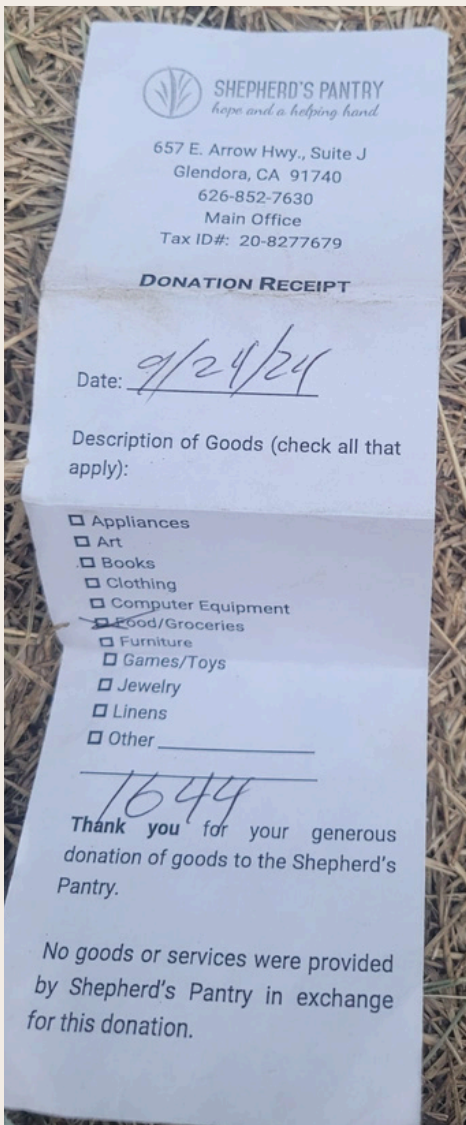 SHEPHERD'S PANTRY
hope and a helping hand
657 E. Arrow Hwy., Suite J
Glendora, CA 91740
626-852-7630
Main Office
Tax ID#: 20-8277679
DONATION RECEIPT
Date: 9/24/24
Description of Goods (check all that
apply):
Appliances
Art
Books
Clothing
Computer Equipment
Food/Groceries
Furniture
Games/Toys
Jewelry
Linens
Other
1644
Thank you for your generous
donation of goods to the Shepherd's
Pantry.
No goods or services were provided
by Shepherd's Pantry in exchange
for this donation.